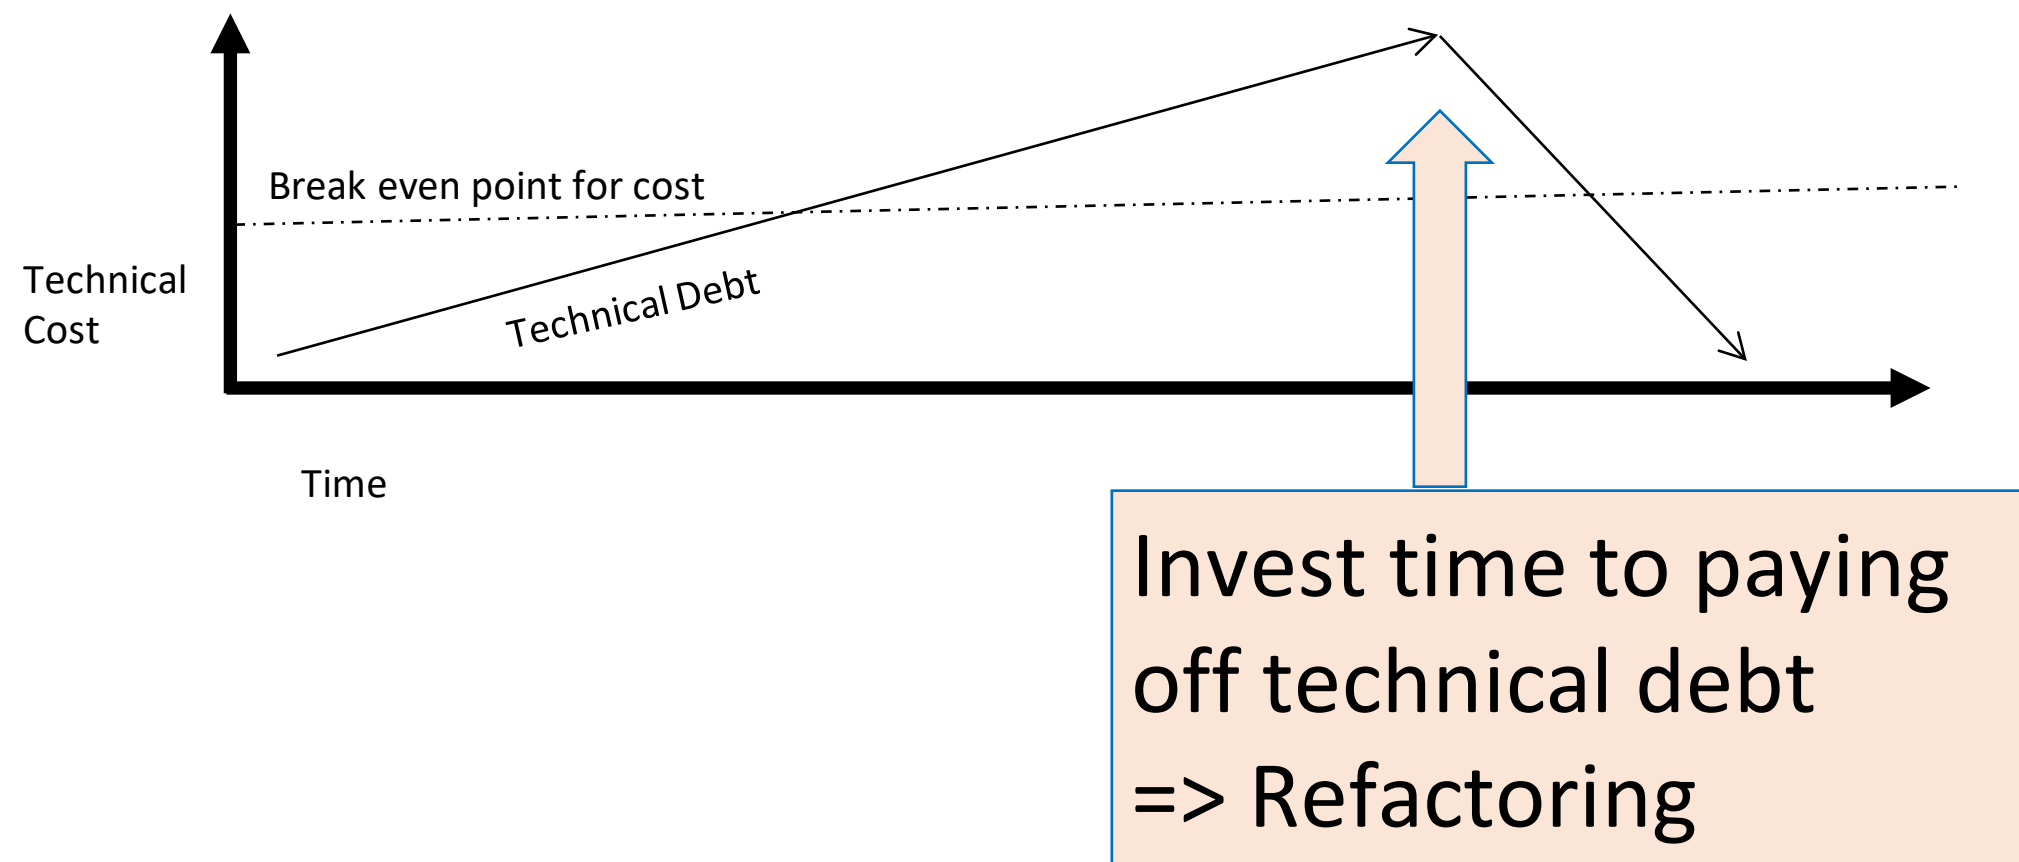 Break even point for cost
Technical
Cost
Technical Debt
Time
Invest time to paying
off technical debt
=> Refactoring